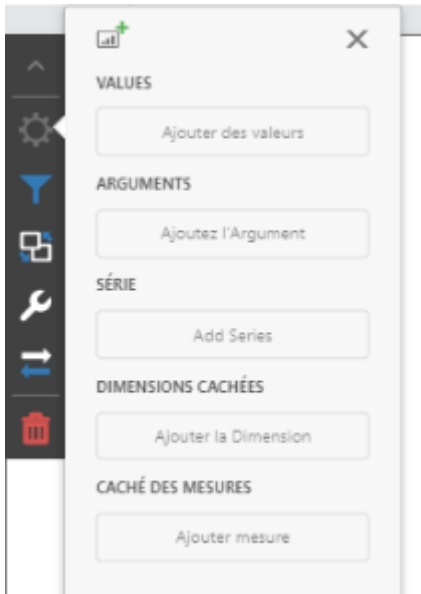 VALUES
Ajouter des valeurs
ARGUMENTS
Ajoutez l'Argument
SÉRIE
Add Series
DIMENSIONS CACHÉES
Ajouter la Dimension
CACHÉ DES MESURES
Ajouter mesure